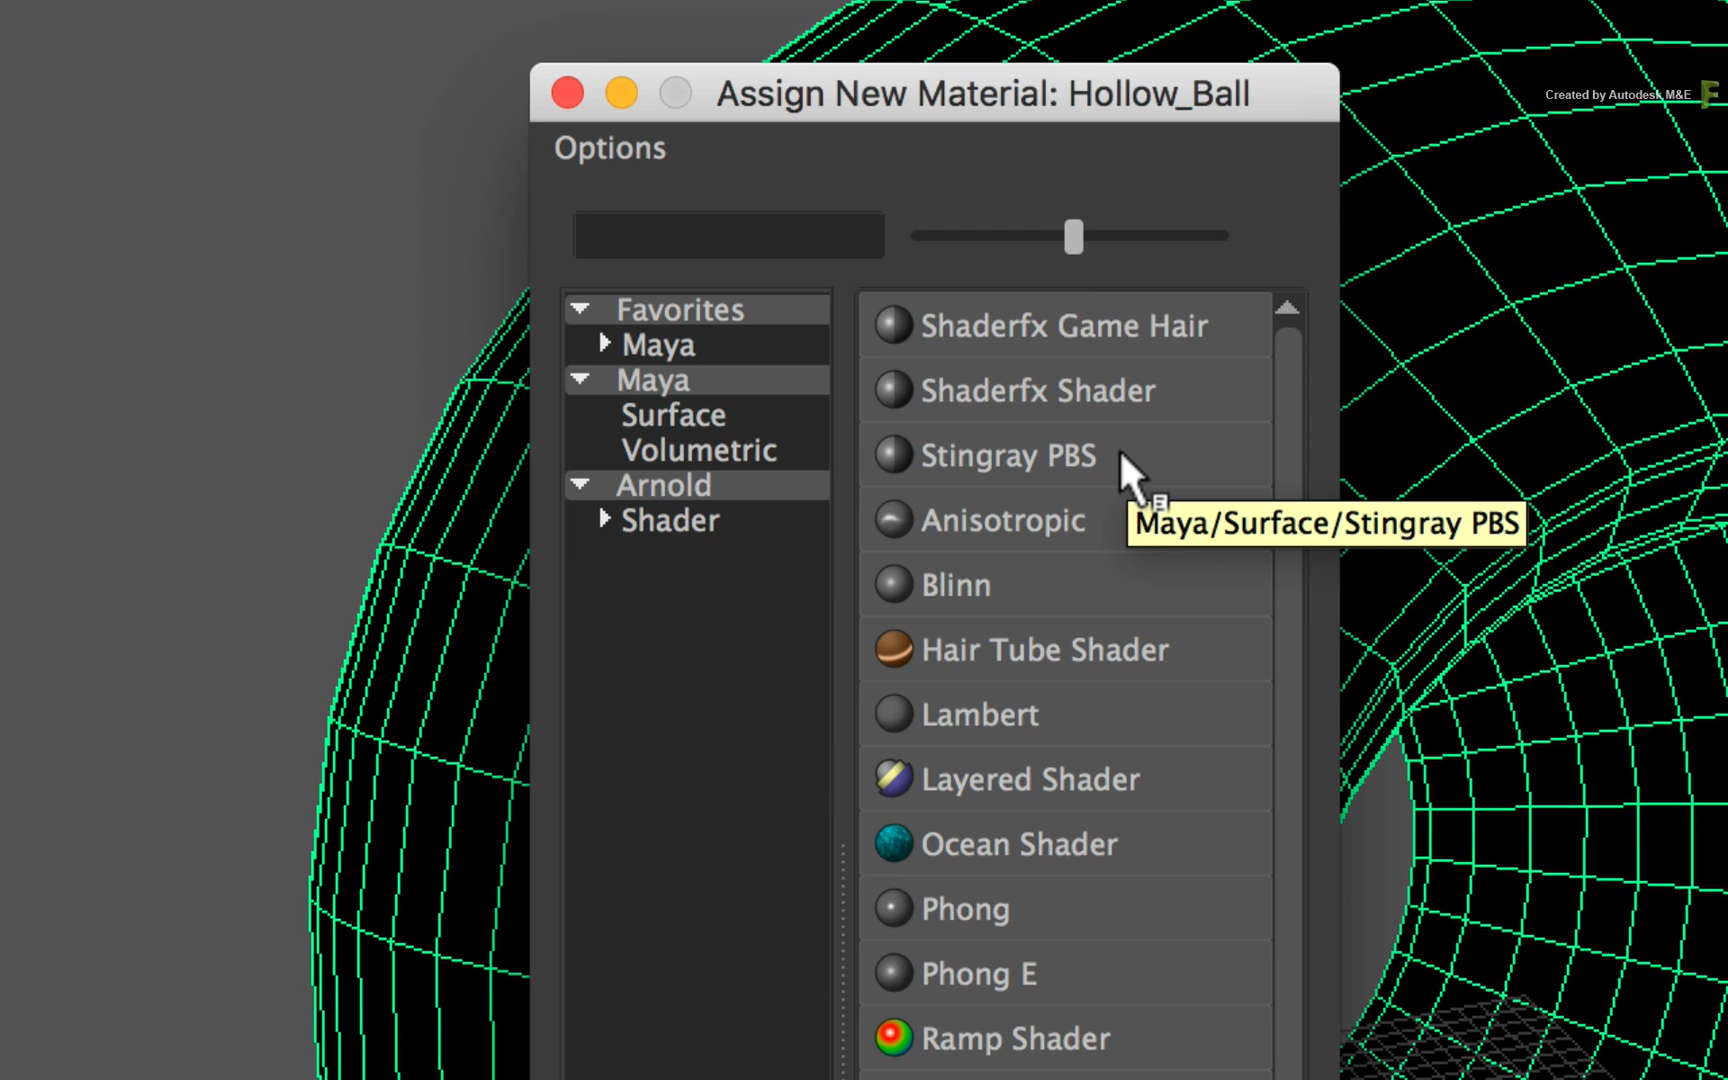 Assign New Material: Hollow_Ball
Created by Autodesk M&E
Options
Favorites
Maya
Maya
Surface
Volumetric
Arnold
Shader
Shaderfx Game Hair
Shaderfx Shader
Stingray PBS
Anisotropic
Maya/Surface/Stingray PBS
Blinn
Hair Tube Shader
Lambert
Layered Shader
Ocean Shader
Phong
Phong E
Ramp Shader